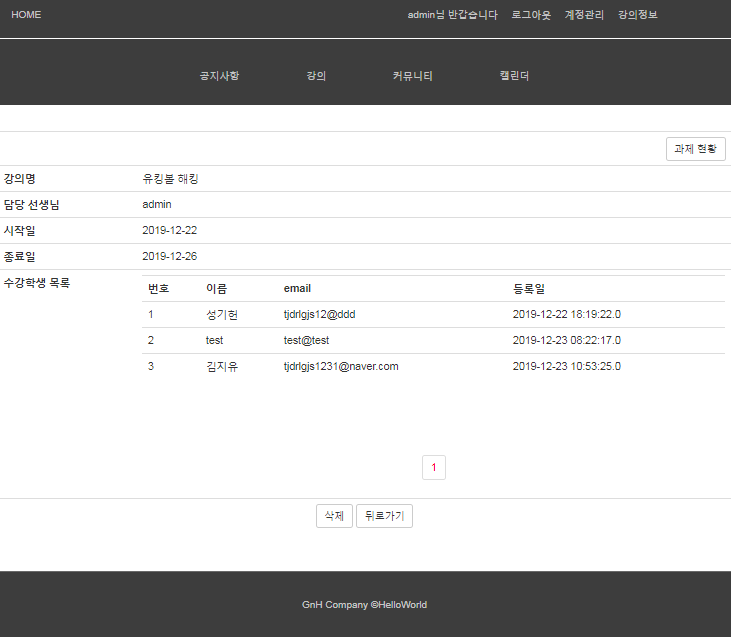 HOME admin님 반갑습니다 로그아웃 계정관리 강의정보
공지사항 강의 커뮤니티 캘린더
과제 현황
강의명 유킹볼 해킹
담당 선생님 admin
시작일 2019-12-22
종료일 2019-12-26
수강학생 목록
번호 이름 email 등록일
1 성기헌 tjdrlgjs12@ddd 2019-12-22 18:19:22.0
2 test test@test 2019-12-23 08:22:17.0
3 김지유 tjdrlgjs1231@naver.com 2019-12-23 10:53:25.0
1
삭제 뒤로가기
GnH Company ©HelloWorld